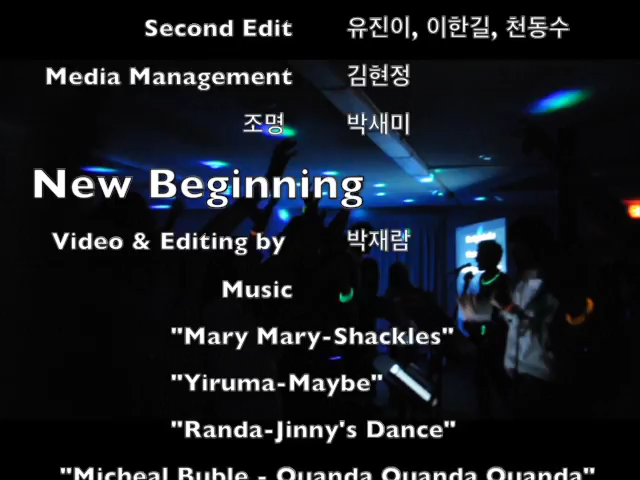 Second Edit 유진이, 이한길, 천동수
Media Management 김현정
조명 박새미
New Beginning
Video & Editing by 박재람
Music
"Mary Mary-Shackles"
"Yiruma-Maybe"
"Randa-Jinny's Dance"
"Micheal Buble - Quanda Quanda Quanda"